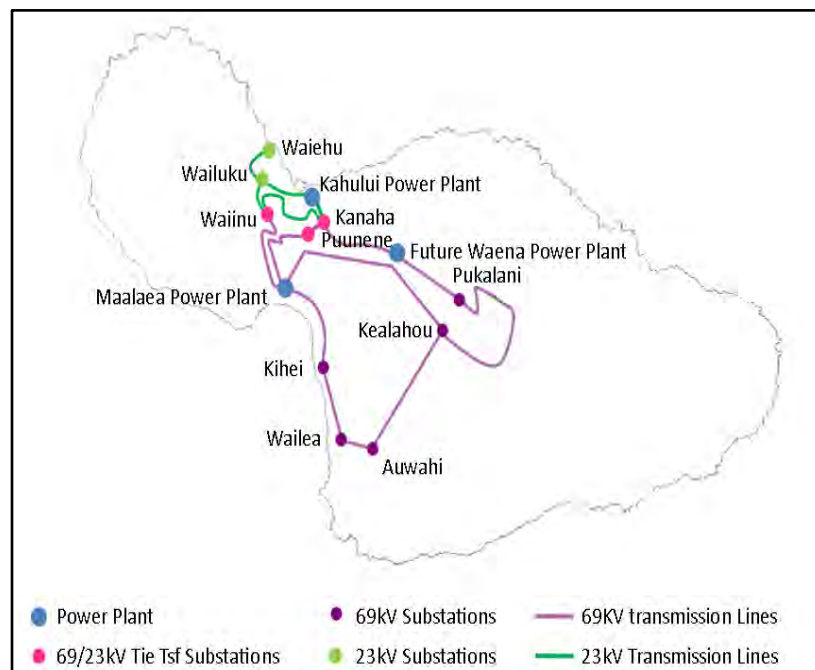 Waiehu
Wailuku
Kahului Power Plant
Waiinu
Kanaha
Puunene
Future Waena Power Plant
Pukalani
Maalaea Power Plant
Kealahou
Kihei
Wailea
Auwahi
Power Plant
69kV Substations
69KV transmission Lines
69/23kV Tie Tsf Substations
23kV Substations
23kV Transmission Lines